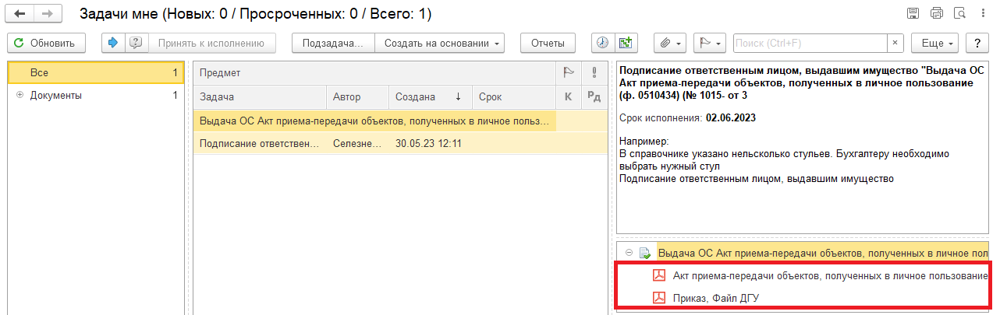 Задачи мне (Новых: 0 / Просроченных: 0 / Всего: 1)
Обновить
Принять к исполнению
Подзадача...
Создать на основании
Отчеты
Поиск (Ctrl+F)
×
Еще
?
Все 1
Документы 1
Предмет
Задача Автор Создана ↓ Срок К Рд
Выдача ОС Акт приема-передачи объектов, полученных в личное польз...
Подписание ответствен... Селезне... 30.05.23 12:11
Подписание ответственным лицом, выдавшим имущество "Выдача ОС
Акт приема-передачи объектов, полученных в личное пользование
(ф. 0510434) (№ 1015- от 3
Срок исполнения: 02.06.2023
Например:
В справочнике указано нельсколько стульев. Бухгалтеру необходимо
выбрать нужный стул
Подписание ответственным лицом, выдавшим имущество
Выдача ОС Акт приема-передачи объектов, полученных в личное пол
Акт приема-передачи объектов, полученных в личное пользование
Приказ, Файл ДГУ